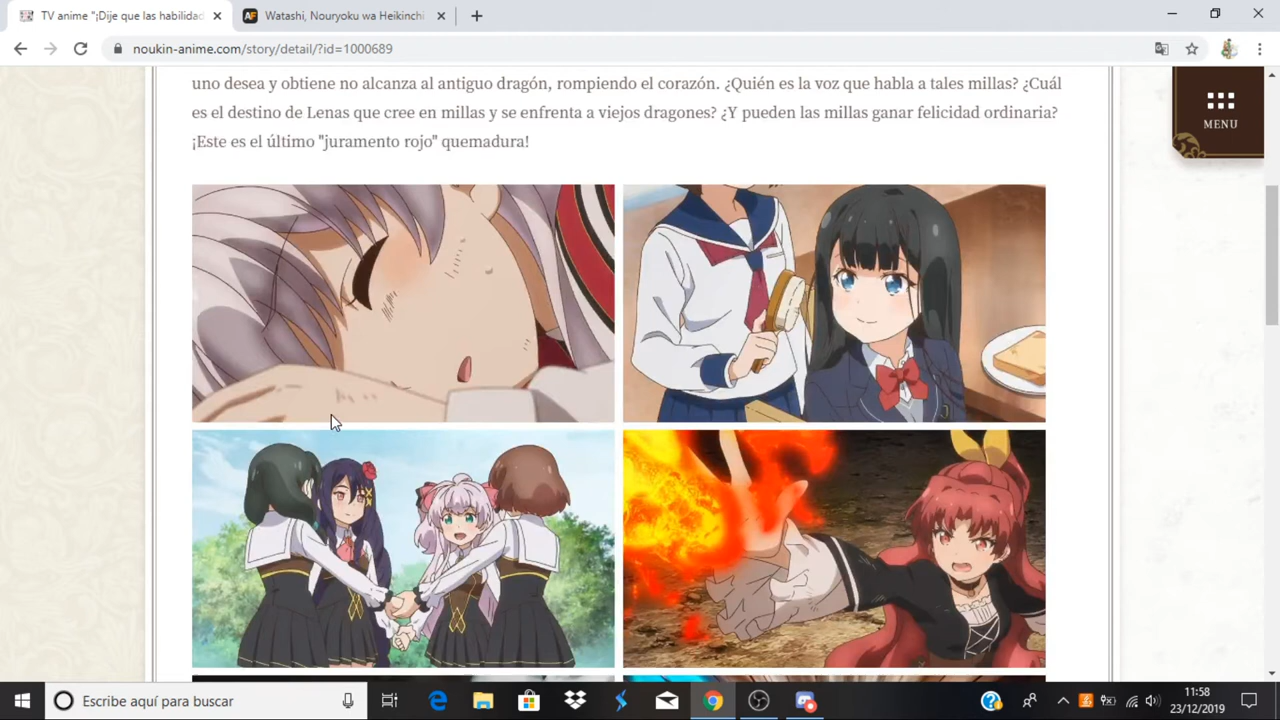 TV anime "¡Dije que las habilidad
Watashi, Nouryoku wa Heikinchi
noukin-anime.com/story/detail/?id=1000689
uno desea y obtiene no alcanza al antiguo dragón, rompiendo el corazón. ¿Quién es la voz que habla a tales millas? ¿Cuál
es el destino de Lenas que cree en millas y se enfrenta a viejos dragones? ¿Y pueden las millas ganar felicidad ordinaria?
¡Este es el último "juramento rojo" quemadura!
MENU
Escribe aquí para buscar
11:58
23/12/2019